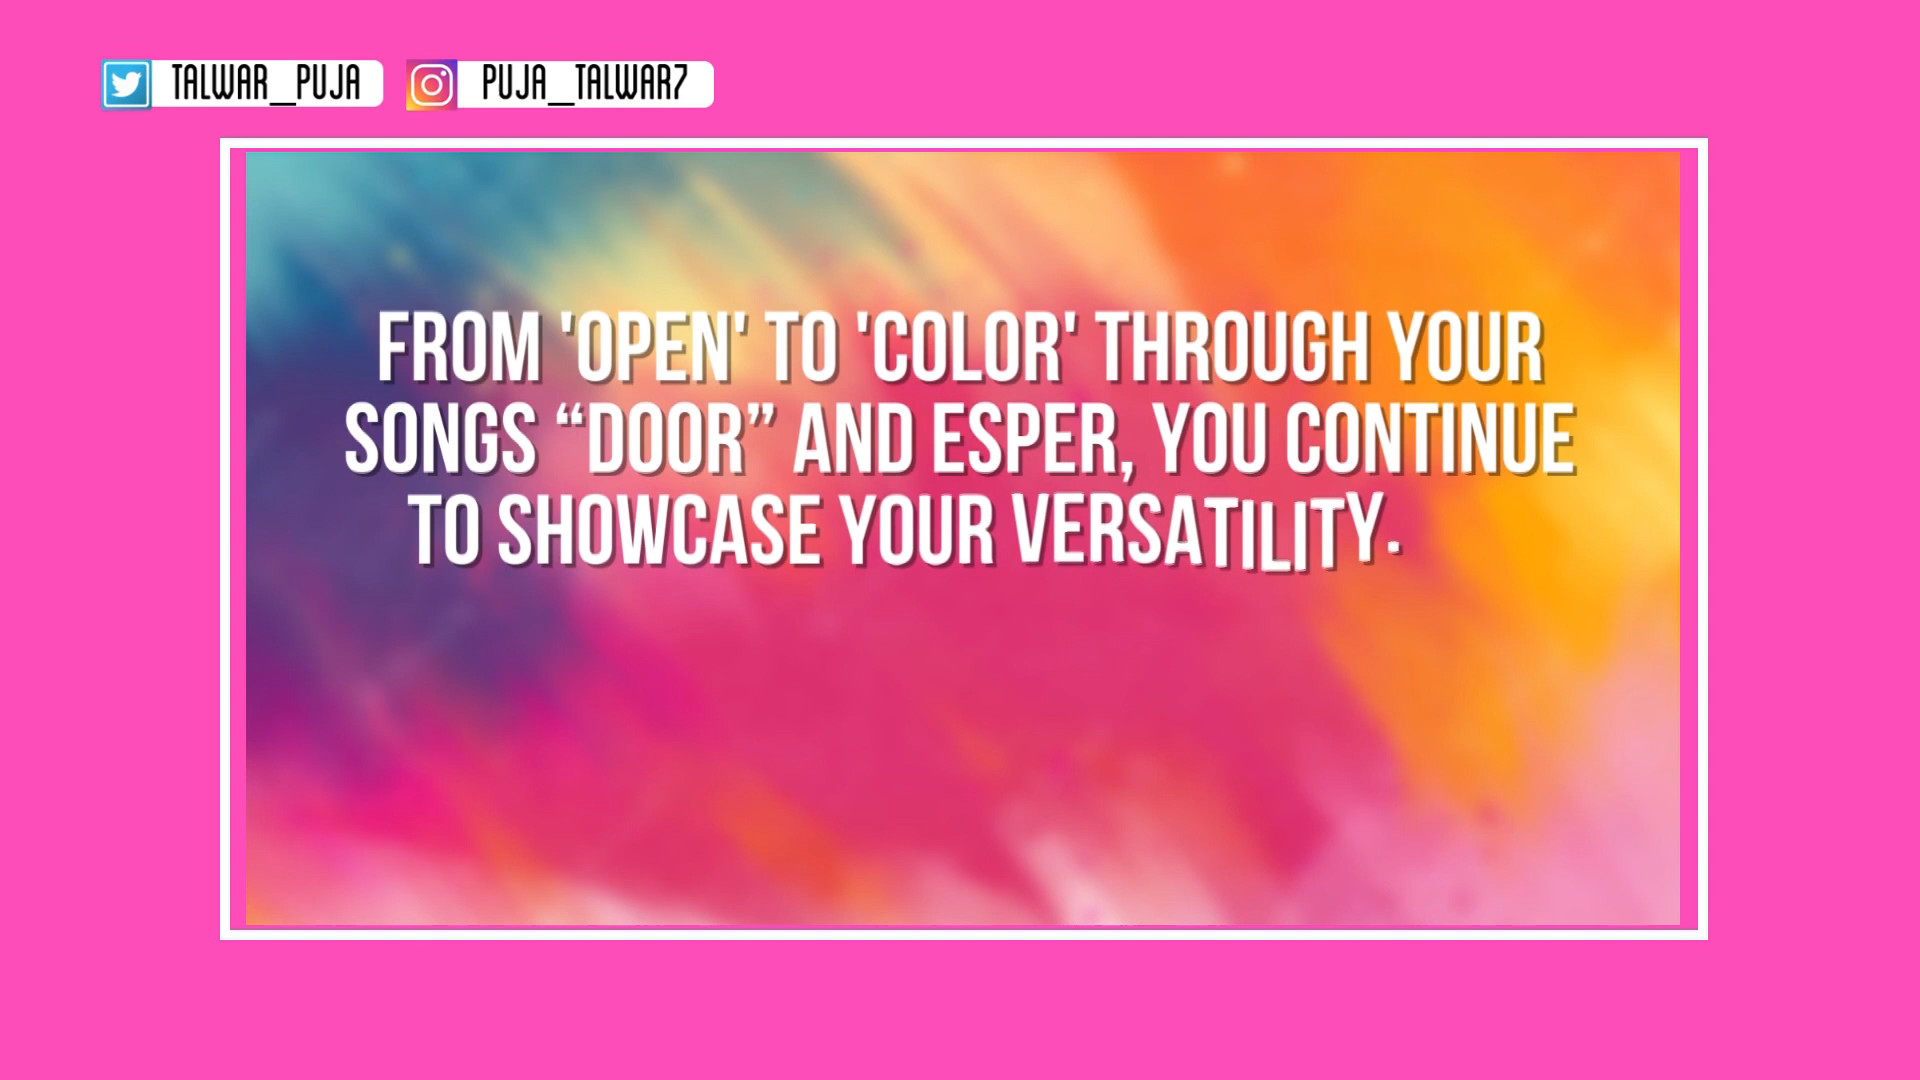 TALWAR_PUJA
PUJA_TALWAR7
FROM 'OPEN' TO 'COLOR' THROUGH YOUR
SONGS “DOOR” AND ESPER, YOU CONTINUE
TO SHOWCASE YOUR VERSATILITY.